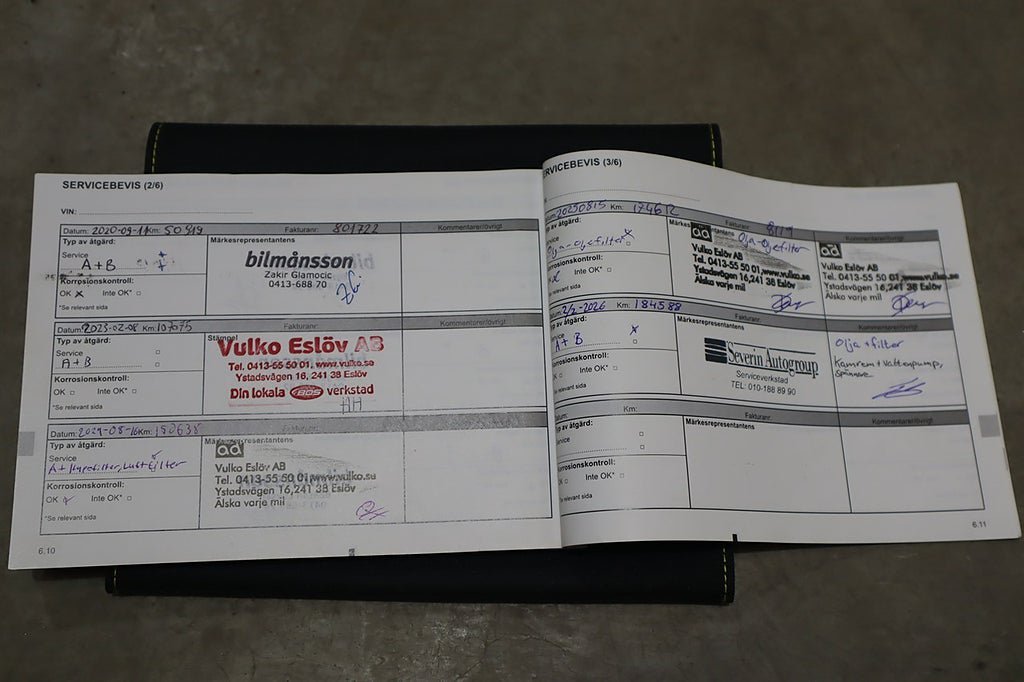 SERVICEBEVIS (2/6)
VIN:
Datum: 2020-09-11 Km: 50519 Fakturanr: 801722 Kommentarer/övrigt
Typ av åtgärd: Märkesrepresentantens
Service
A+B
bilmånsson
Zakir Glamocic
0413-688 70
Korrosionskontroll:
OK x Inte OK*
*Se relevant sida
Datum: 2023-02-08 Km: 107075 Fakturanr: Kommentarer/övrigt
Typ av åtgärd: Stämpel
Service
A+B
Vulko Eslöv AB
Tel. 0413-55 50 01, www.vulko.se
Ystadsvägen 16, 241 38 Eslöv
Din lokala BDS verkstad
Korrosionskontroll:
OK Inte OK*
*Se relevant sida
Datum: 2024-08-16 Km: 150638 Fakturanr: Kommentarer/övrigt
Typ av åtgärd: Märkesrepresentantens
Service
A+ Luftfilter
ad
Vulko Eslöv AB
Tel. 0413-55 50 01,www.vulko.se
Ystadsvägen 16,241 38 Eslöv
Älska varje mil
Korrosionskontroll:
OK Inte OK*
*Se relevant sida
6.10
SERVICEBEVIS (3/6)
Datum: 20250815 Km: Fakturanr: 8119 Kommentarer/övrigt
Typ av åtgärd:
Service
Olja-oljefilter
ad Olja-oljefilter
Vulko Eslöv AB
Tel. 0413-55 50 01,www.vulko.se
Ystadsvägen 16,241 38 Eslöv
Älska varje mil
ad
Vulko Eslöv AB
Tel. 0413-55 50 01,www.vulko.se
Ystadsvägen 16,241 38 Eslöv
Älska varje mil
Korrosionskontroll:
Inte OK*
*Se relevant sida
2/2-2026 Km: 184588 Fakturanr: Kommentarer/övrigt
Typ av åtgärd: Märkesrepresentantens
Service x
A+B
Severin Autogroup
Serviceverkstad
TEL: 010-188 89 90
Olja+filter
Kamrem+Vattenpump,
Korrosionskontroll:
OK Inte OK*
*Se relevant sida
Datum: Km: Fakturanr: Kommentarer/övrigt
Typ av åtgärd: Märkesrepresentantens
Service
Korrosionskontroll:
OK Inte OK*
*Se relevant sida
6.11